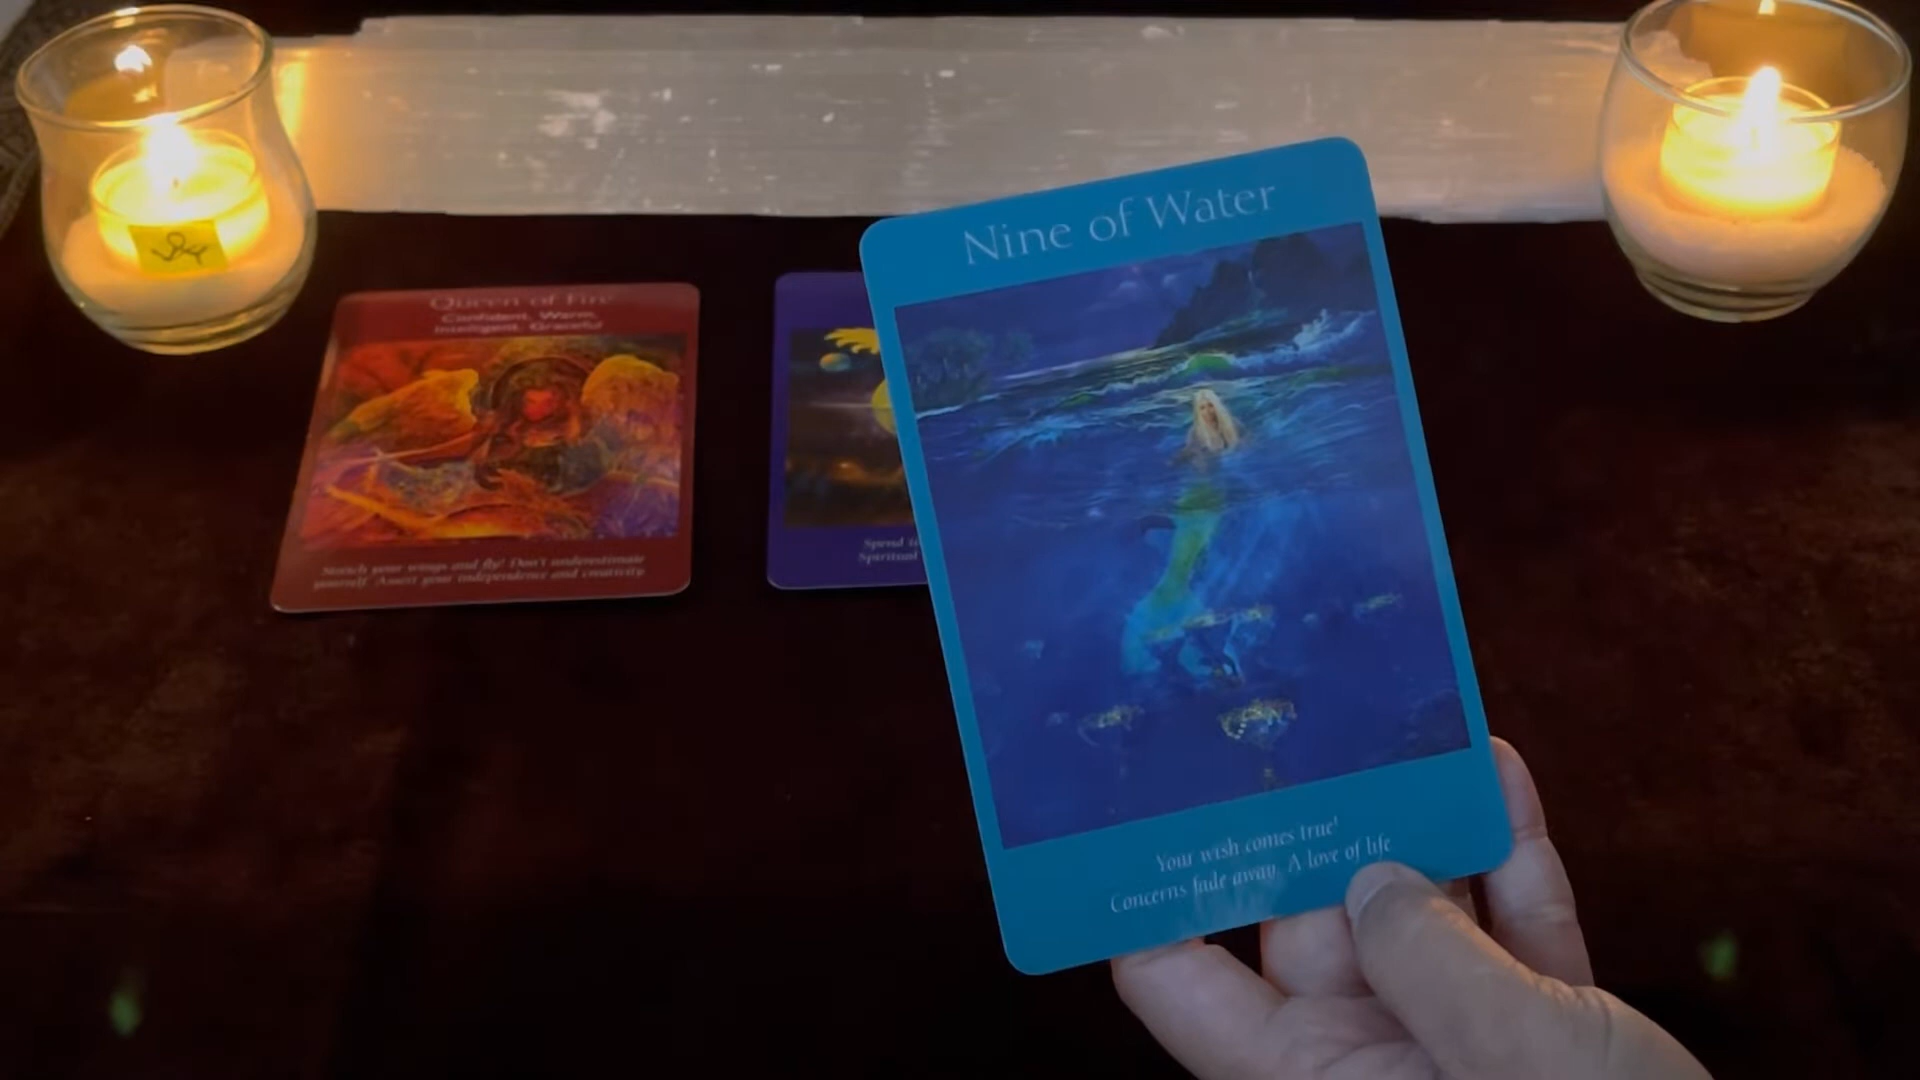 Queen of Fire
Confident, Warm,
Intelligent, Graceful
Stretch your wings and fly! Don't underestimate
yourself. Assert your independence and creativity.
Spend
Spiritual
Nine of Water
Your wish comes true!
Concerns fade away. A love of life